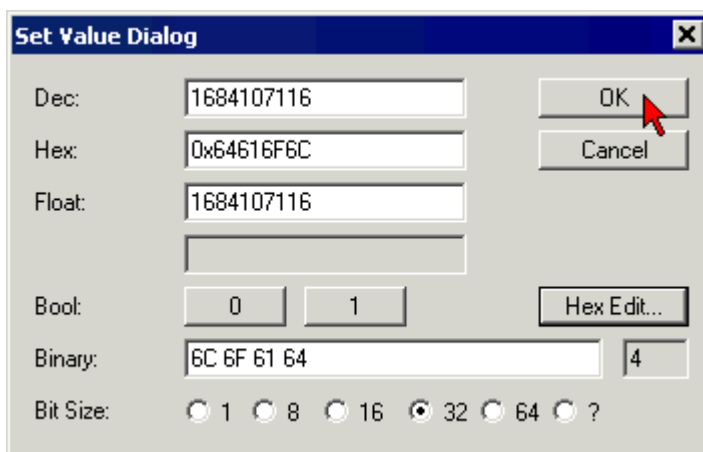 Set Value Dialog
Dec: 1684107116 OK
Hex: 0x64616F6C Cancel
Float: 1684107116
Bool: 0 1 Hex Edit...
Binary: 6C 6F 61 64 4
Bit Size: 1 8 16 32 64 ?